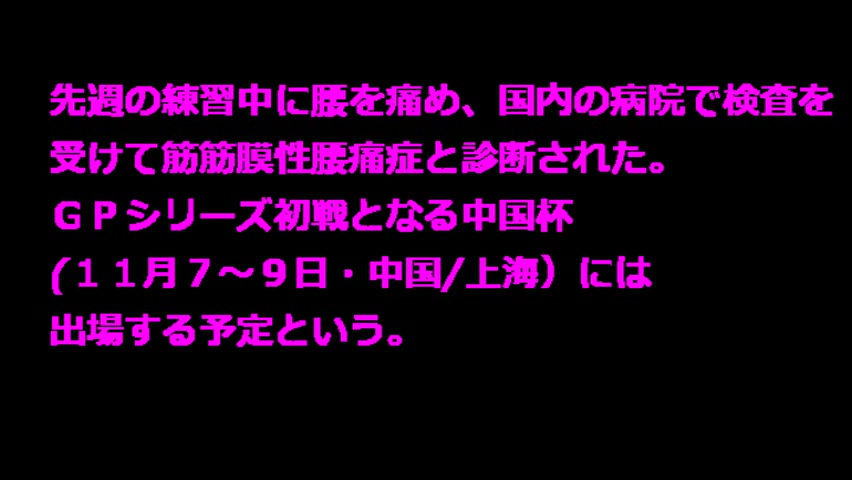 先週の練習中に腰を痛め、国内の病院で検査を
受けて筋筋膜性腰痛症と診断された。
ＧＰシリーズ初戦となる中国杯
(１１月７～９日・中国/上海）には
出場する予定という。